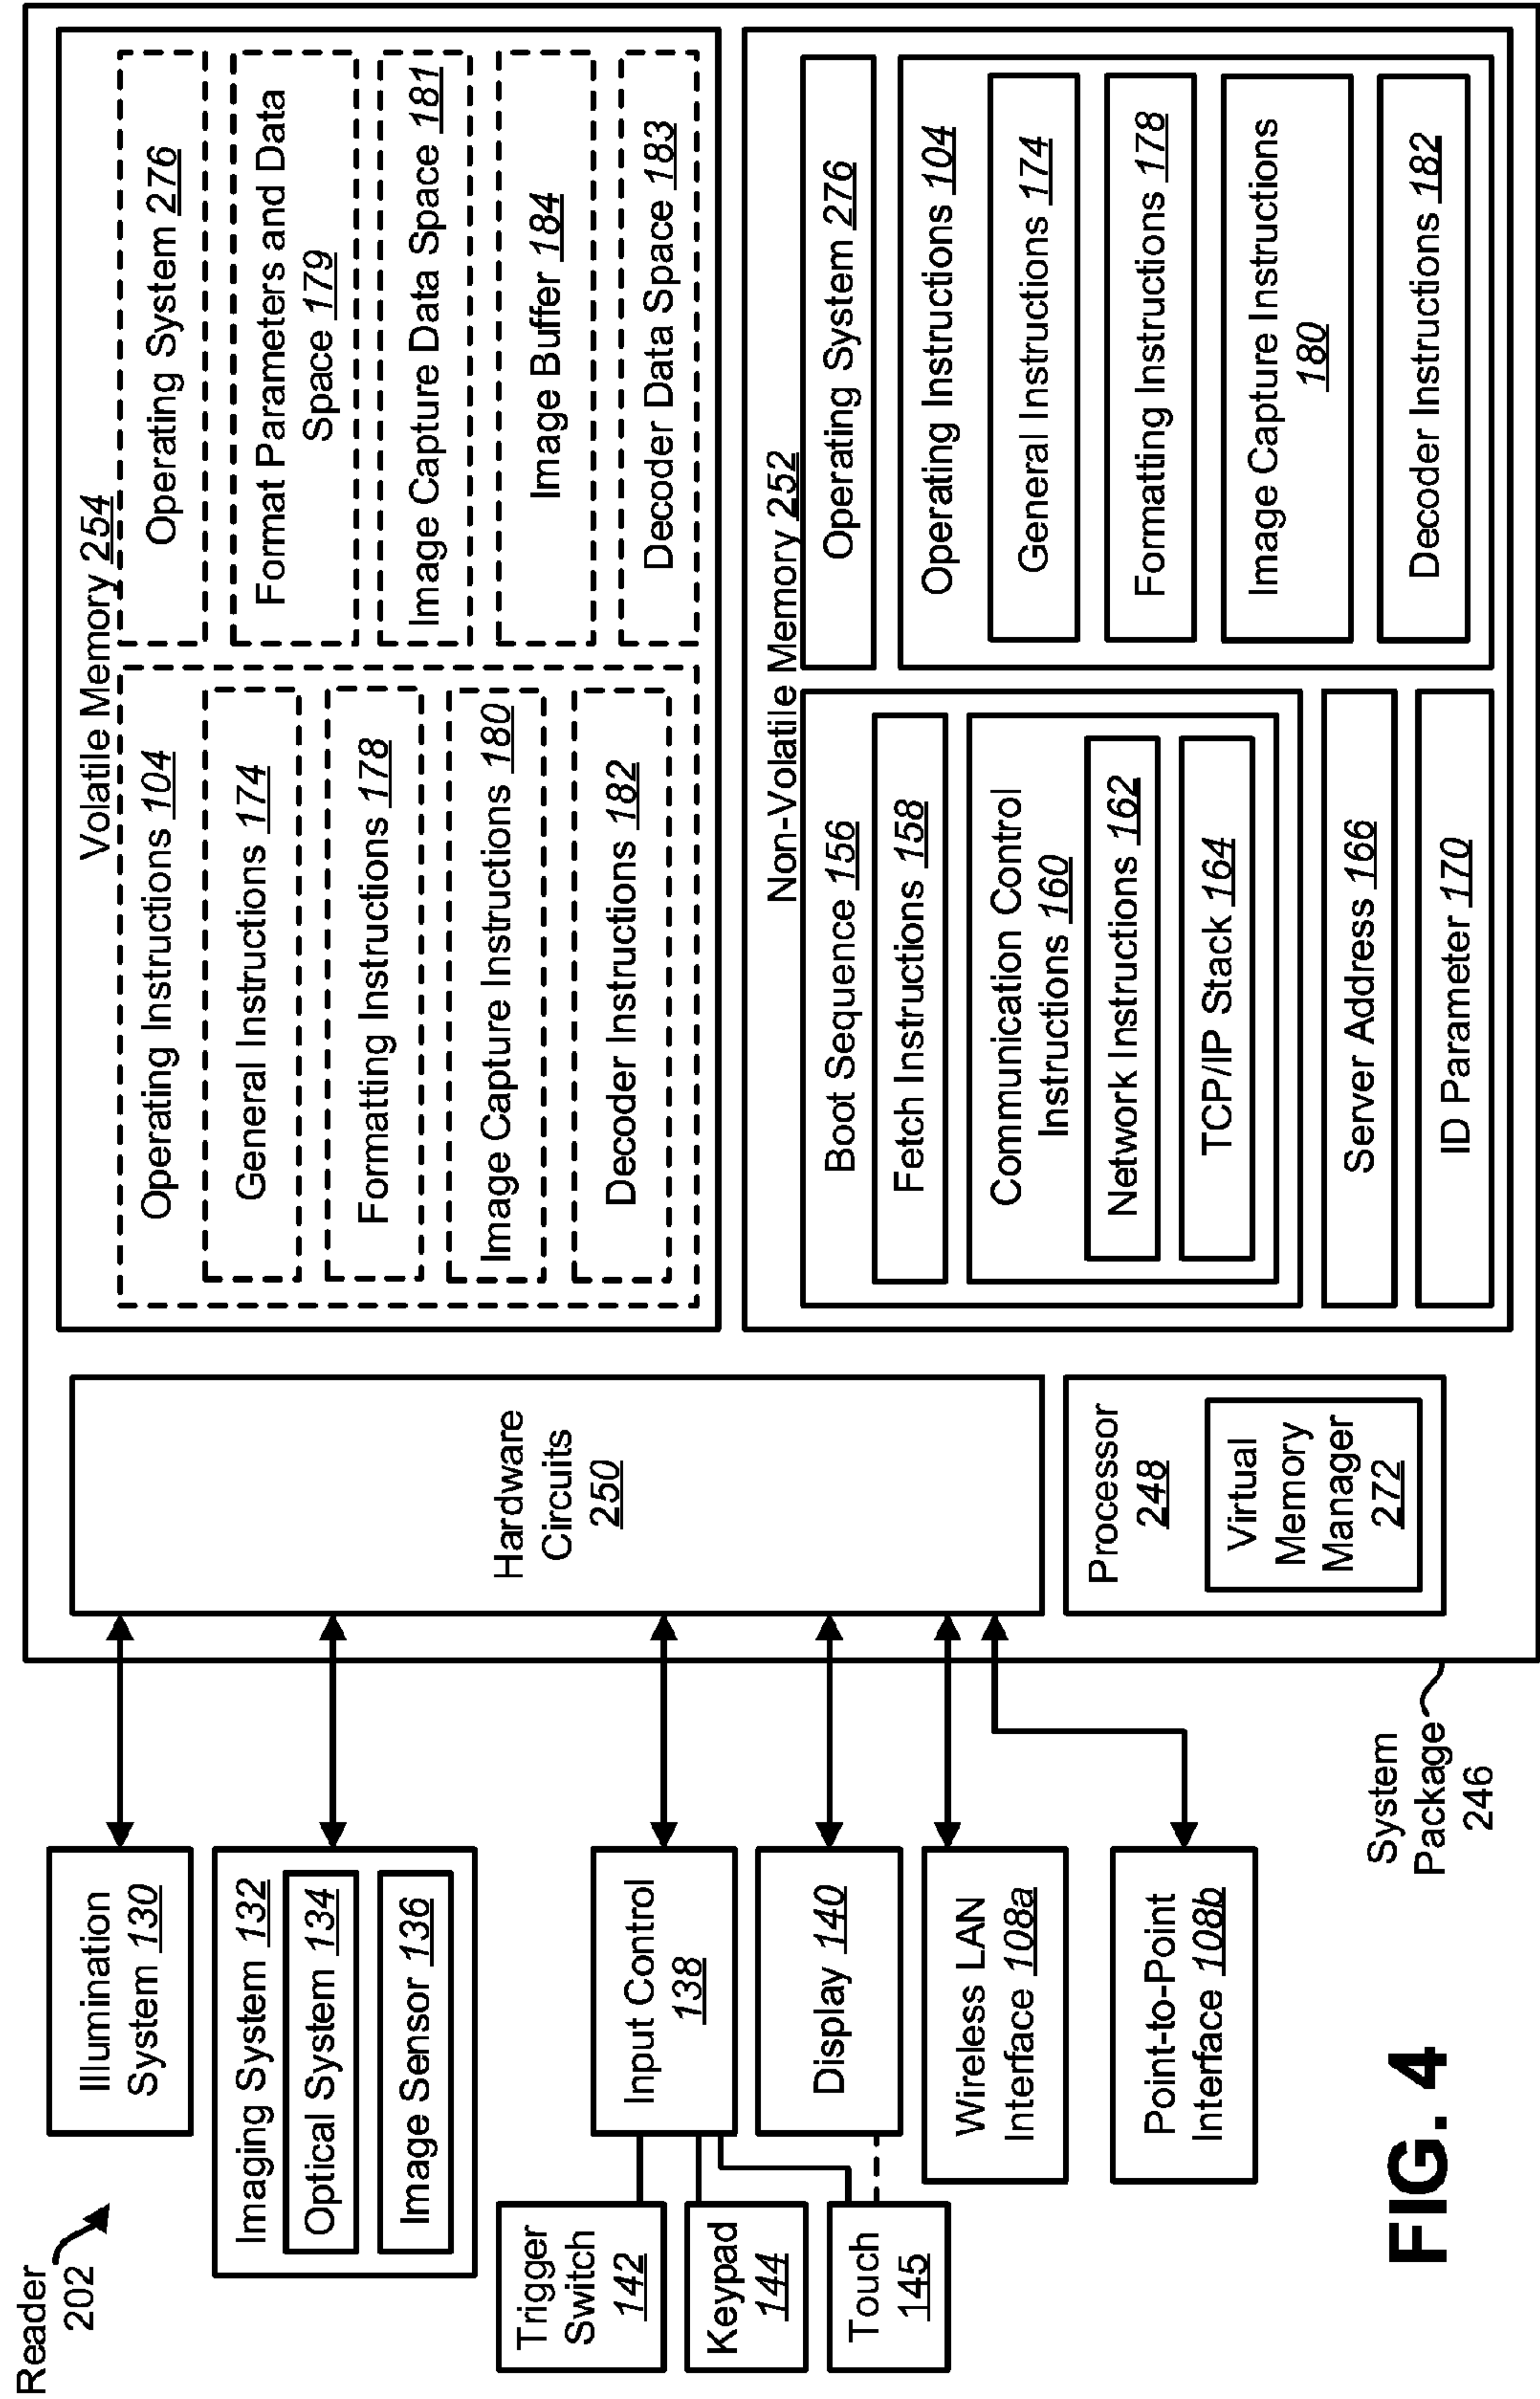 Reader
202
Illumination
System 130
Imaging System 132
Optical System 134
Image Sensor 136
Trigger
Switch
142
Keypad
144
Touch
145
Input Control
138
Display 140
Wireless LAN
Interface 108a
Point-to-Point
Interface 108b
System
Package
246
Hardware
Circuits
250
Processor
248
Virtual
Memory
Manager
272
Volatile Memory 254
Operating Instructions 104
General Instructions 174
Formatting Instructions 178
Image Capture Instructions 180
Decoder Instructions 182
Operating System 276
Format Parameters and Data
Space 179
Image Capture Data Space 181
Image Buffer 184
Decoder Data Space 183
Non-Volatile Memory 252
Boot Sequence 156
Fetch Instructions 158
Communication Control
Instructions 160
Network Instructions 162
TCP/IP Stack 164
Server Address 166
ID Parameter 170
Operating System 276
Operating Instructions 104
General Instructions 174
Formatting Instructions 178
Image Capture Instructions
180
Decoder Instructions 182
FIG. 4